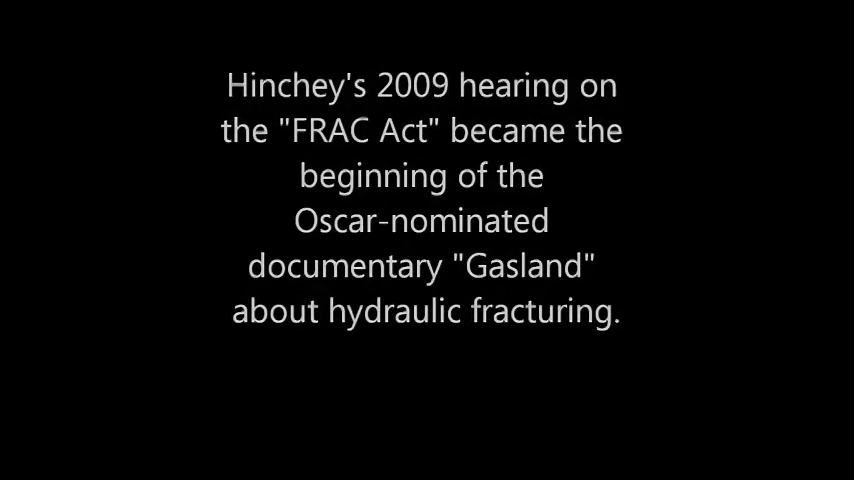 Hinchey's 2009 hearing on
the "FRAC Act" became the
beginning of the
Oscar-nominated
documentary "Gasland"
about hydraulic fracturing.